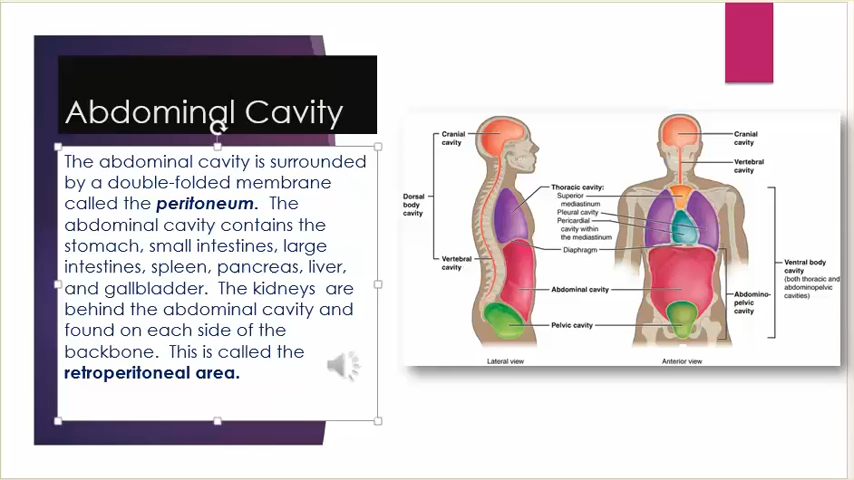 Abdominal Cavity
The abdominal cavity is surrounded
by a double-folded membrane
called the peritoneum. The
abdominal cavity contains the
stomach, small intestines, large
intestines, spleen, pancreas, liver,
and gallbladder. The kidneys are
behind the abdominal cavity and
found on each side of the
backbone. This is called the
retroperitoneal area.
Cranial
cavity
Dorsal
body
cavity
Vertebral
cavity
Thoracic cavity:
Superior
mediastinum
Pleural cavity
Pericardial
cavity within
the mediastinum
Diaphragm
Abdominal cavity
Pelvic cavity
Cranial
cavity
Vertebral
cavity
Ventral body
cavity
(both thoracic and
abdominopelvic
cavities)
Abdomino-
pelvic
cavity
Lateral view
Anterior view